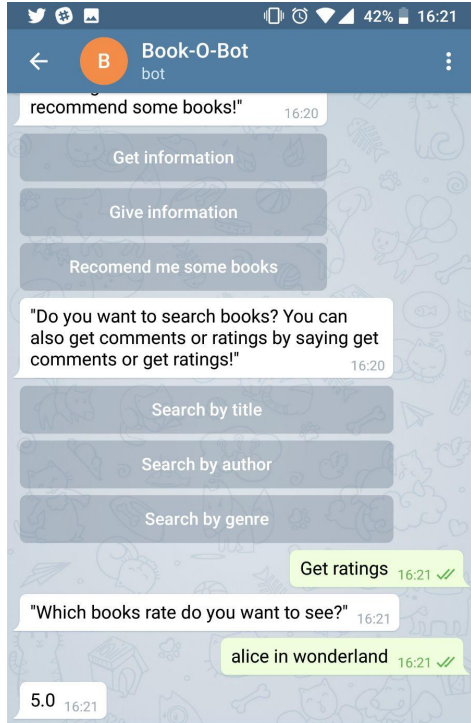 42% 16:21
B
Book-O-Bot
bot
recommend some books!" 16:20
Get information
Give information
Recomend me some books
"Do you want to search books? You can
also get comments or ratings by saying get
comments or get ratings!" 16:20
Search by title
Search by author
Search by genre
Get ratings 16:21
"Which books rate do you want to see?" 16:21
alice in wonderland 16:21
5.0 16:21